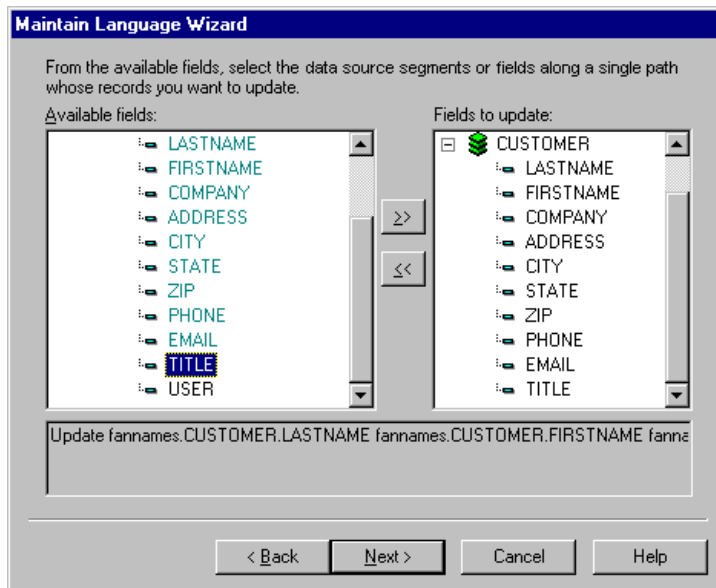 Maintain Language Wizard
From the available fields, select the data source segments or fields along a single path
whose records you want to update.
Available fields:
LASTNAME
FIRSTNAME
COMPANY
ADDRESS
CITY
STATE
ZIP
PHONE
EMAIL
TITLE
USER
>>
<<
Fields to update:
CUSTOMER
LASTNAME
FIRSTNAME
COMPANY
ADDRESS
CITY
STATE
ZIP
PHONE
EMAIL
TITLE
Update fannames.CUSTOMER.LASTNAME fannames.CUSTOMER.FIRSTNAME fanna
< Back
Next >
Cancel
Help